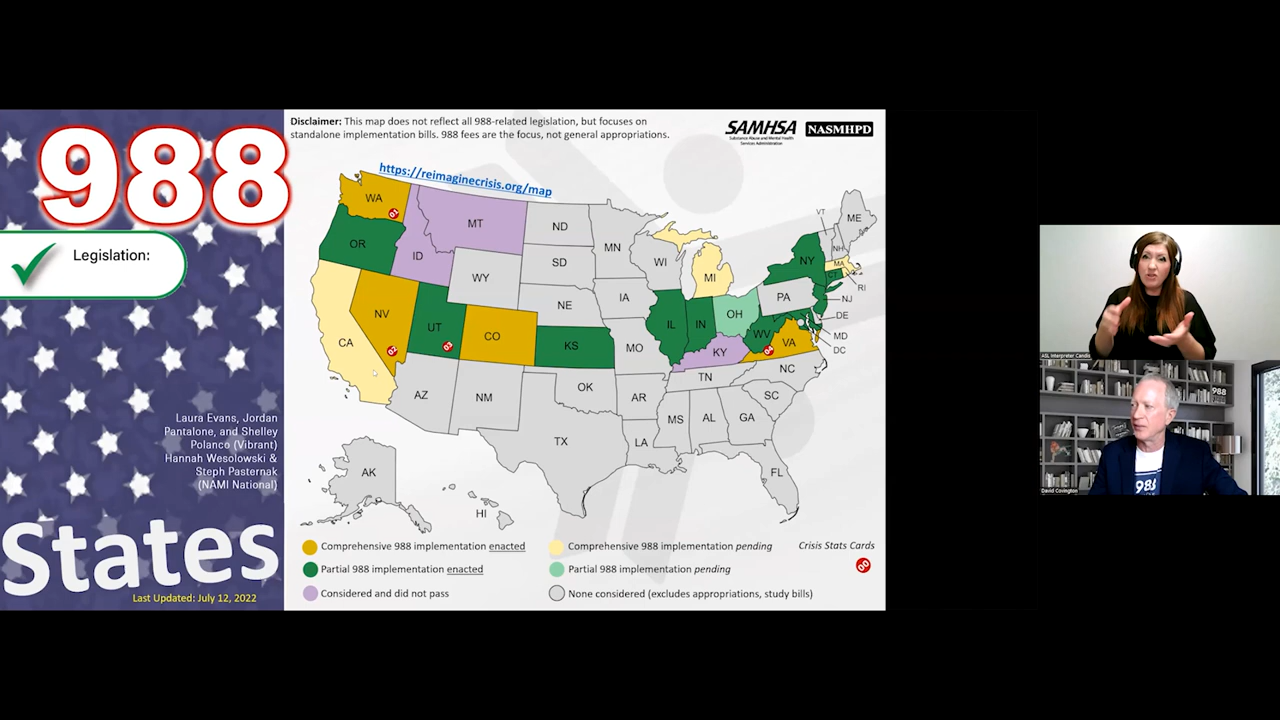 988
Legislation:
Laura Evans, Jordan
Pantalone, and Shelley
Polanco (Vibrant)
Hannah Wesolowski &
Steph Pasternak
(NAMI National)
States
Last Updated: July 12, 2022
Disclaimer: This map does not reflect all 988-related legislation, but focuses on
standalone implementation bills. 988 fees are the focus, not general appropriations.
SAMHSA
Substance Abuse and Mental Health
Services Administration
NASMHPD
https://reimaginecrisis.org/map
WA
01
MT
ND
MN
VT
ME
OR
ID
SD
WI
MI
NH
NY
MA
CT
RI
WY
NE
IA
PA
NJ
NV
02
UT
03
CO
IL
IN
OH
WV
04
VA
DE
MD
DC
CA
KS
MO
KY
AZ
NM
OK
AR
TN
NC
SC
MS
AL
GA
TX
LA
FL
AK
HI
Comprehensive 988 implementation enacted
Partial 988 implementation enacted
Considered and did not pass
Comprehensive 988 implementation pending
Partial 988 implementation pending
None considered (excludes appropriations, study bills)
Crisis Stats Cards
00
ASL Interpreter Candis
988
988
David Covington